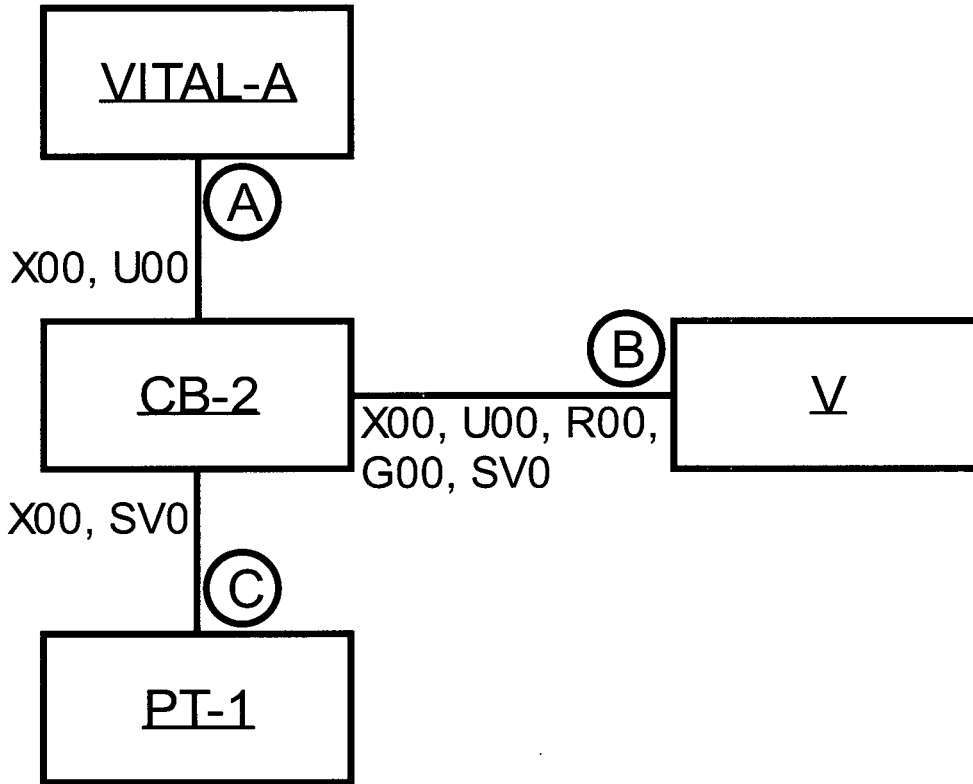 VITAL-A
A
X00, U00
B
CB-2
V
X00, U00, R00,
G00, SV0
X00, SV0
C
PT-1